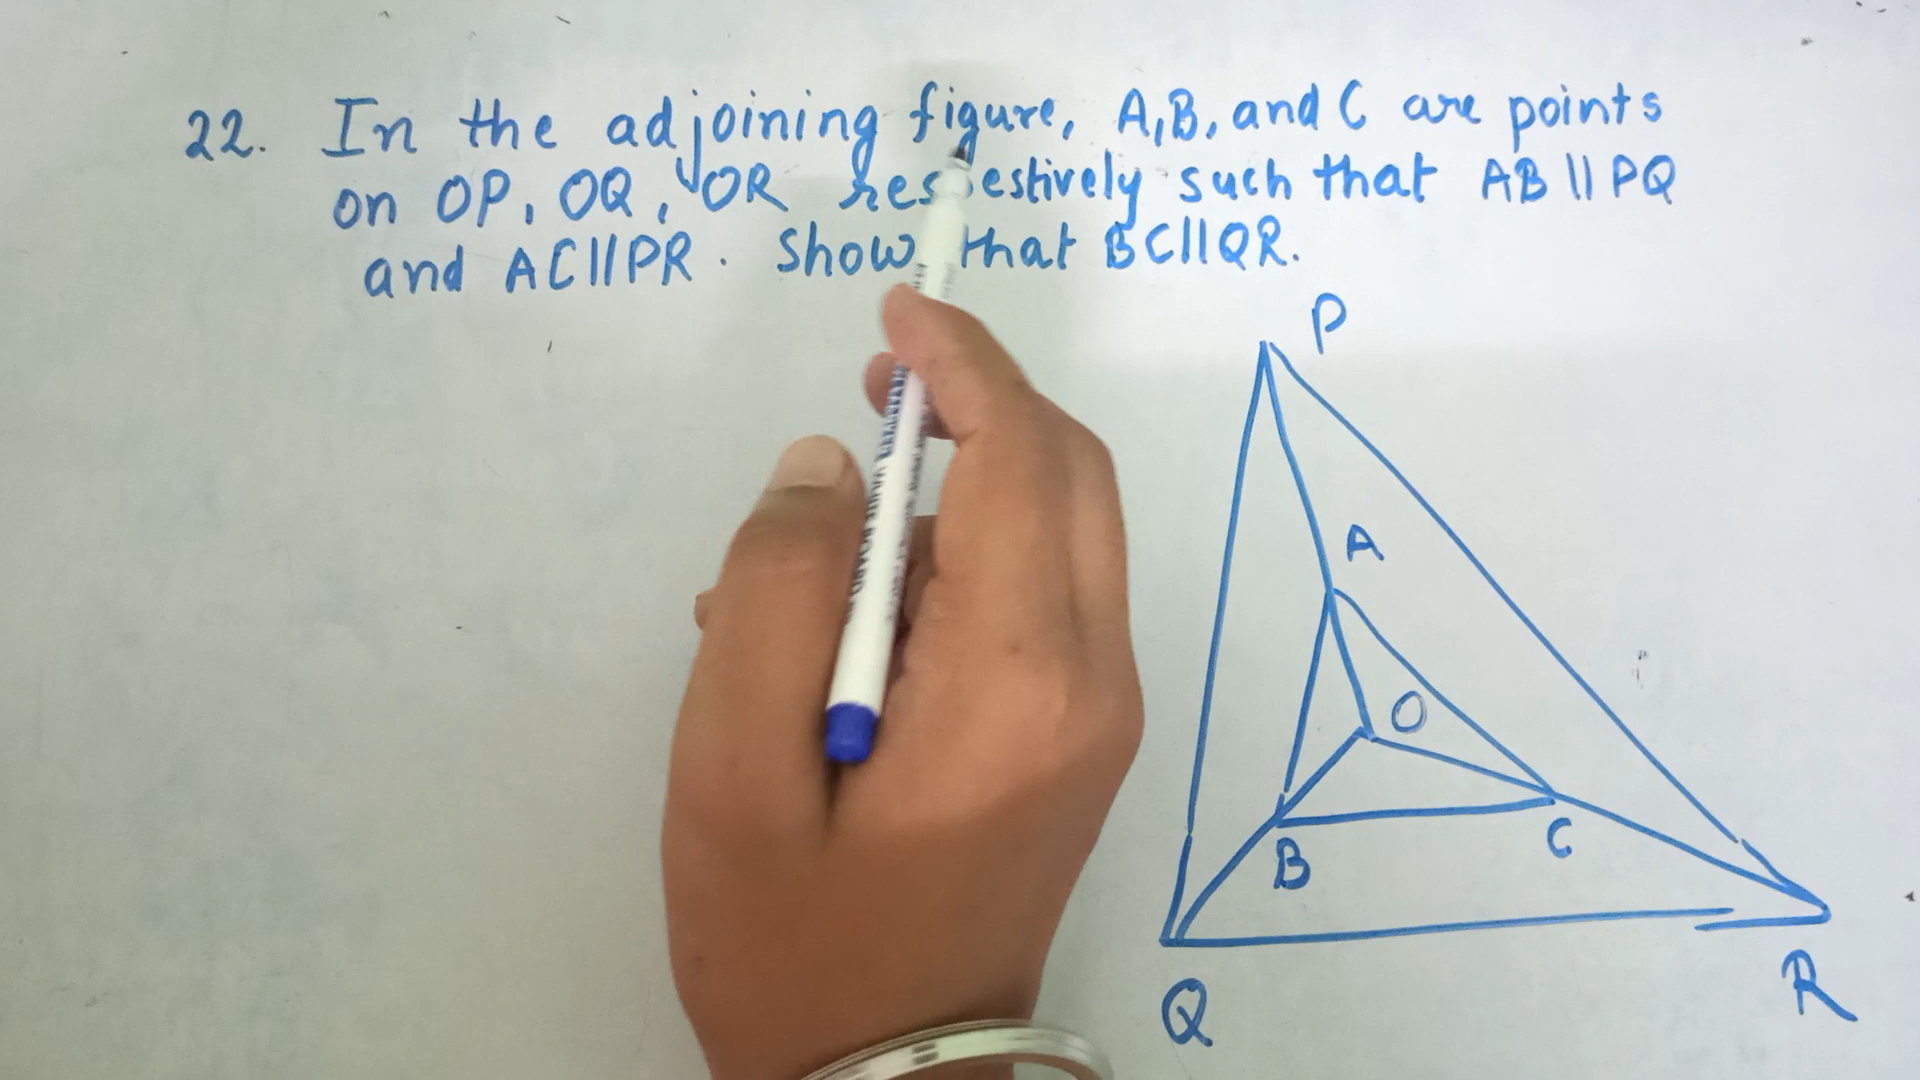 22. In the adjoining figure, A,B, and C are points
on OP, OQ, OR respectively such that AB || PQ
and AC||PR. Show that BC||QR.
P
A
O
B
C
Q
R